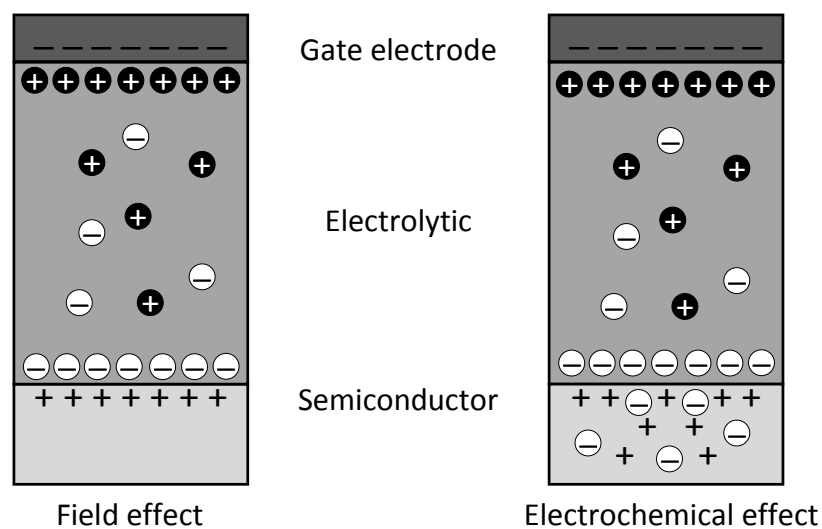 Gate electrode
Electrolytic
Semiconductor
Field effect
Electrochemical effect